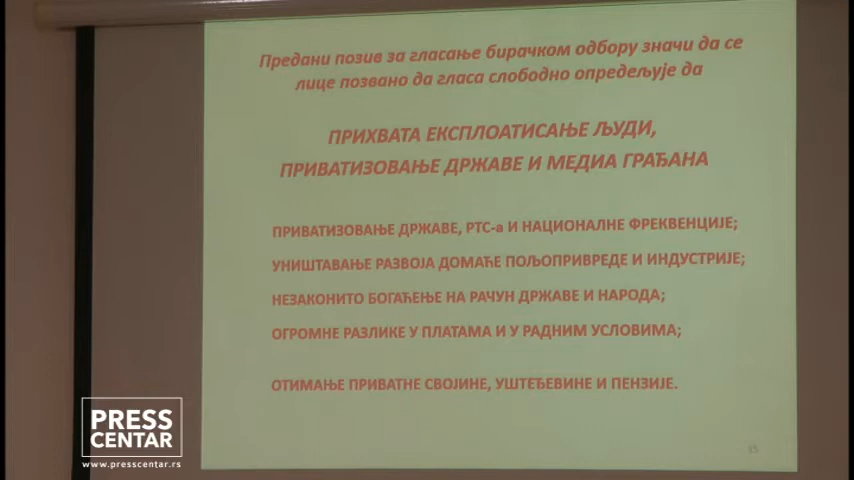 Предани позив за гласање бирачком одбору значи да се
лице позвано да гласа слободно опредељује да
ПРИХВАТА ЕКСПЛОАТИСАЊЕ ЉУДИ,
ПРИВАТИЗОВАЊЕ ДРЖАВЕ И МЕДИА ГРАЂАНА
ПРИВАТИЗОВАЊЕ ДРЖАВЕ, РТС-а И НАЦИОНАЛНЕ ФРЕКВЕНЦИЈЕ;
УНИШТАВАЊЕ РАЗВОЈА ДОМАЋЕ ПОЉОПРИВРЕДЕ И ИНДУСТРИЈЕ;
НЕЗАКОНИТО БОГАЋЕЊЕ НА РАЧУН ДРЖАВЕ И НАРОДА;
ОГРОМНЕ РАЗЛИКЕ У ПЛАТАМА И У РАДНИМ УСЛОВИМА;
ОТИМАЊЕ ПРИВАТНЕ СВОЈИНЕ, УШТЕЂЕВИНЕ И ПЕНЗИЈЕ.
PRESS
CENTAR
www.presscentar.rs